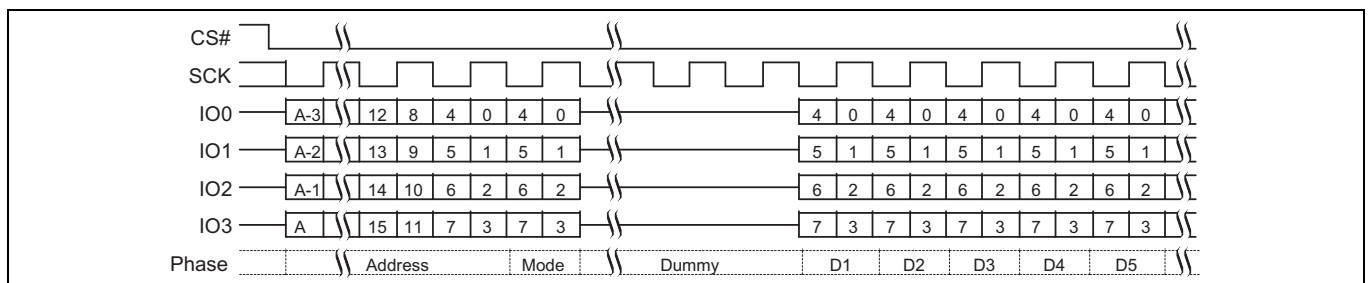 CS#
SCK
IO0 A-3 12 8 4 0 4 0 4 0 4 0 4 0 4 0 4 0
IO1 A-2 13 9 5 1 5 1 5 1 5 1 5 1 5 1 5 1
IO2 A-1 14 10 6 2 6 2 6 2 6 2 6 2 6 2 6 2
IO3 A 15 11 7 3 7 3 7 3 7 3 7 3 7 3 7 3
Phase Address Mode Dummy D1 D2 D3 D4 D5